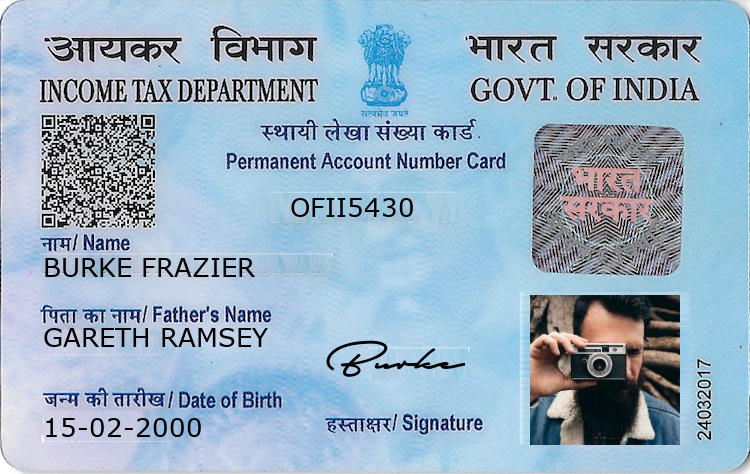 आयकर विभाग
INCOME TAX DEPARTMENT
सत्यमेव जयते
भारत सरकार
GOVT. OF INDIA
स्थायी लेखा संख्या कार्ड
Permanent Account Number Card
OFII5430
भारत
सरकार
नाम/ Name
BURKE FRAZIER
पिता का नाम/ Father's Name
GARETH RAMSEY
Burke
जन्म की तारीख / Date of Birth
15-02-2000
हस्ताक्षर/ Signature
24032017